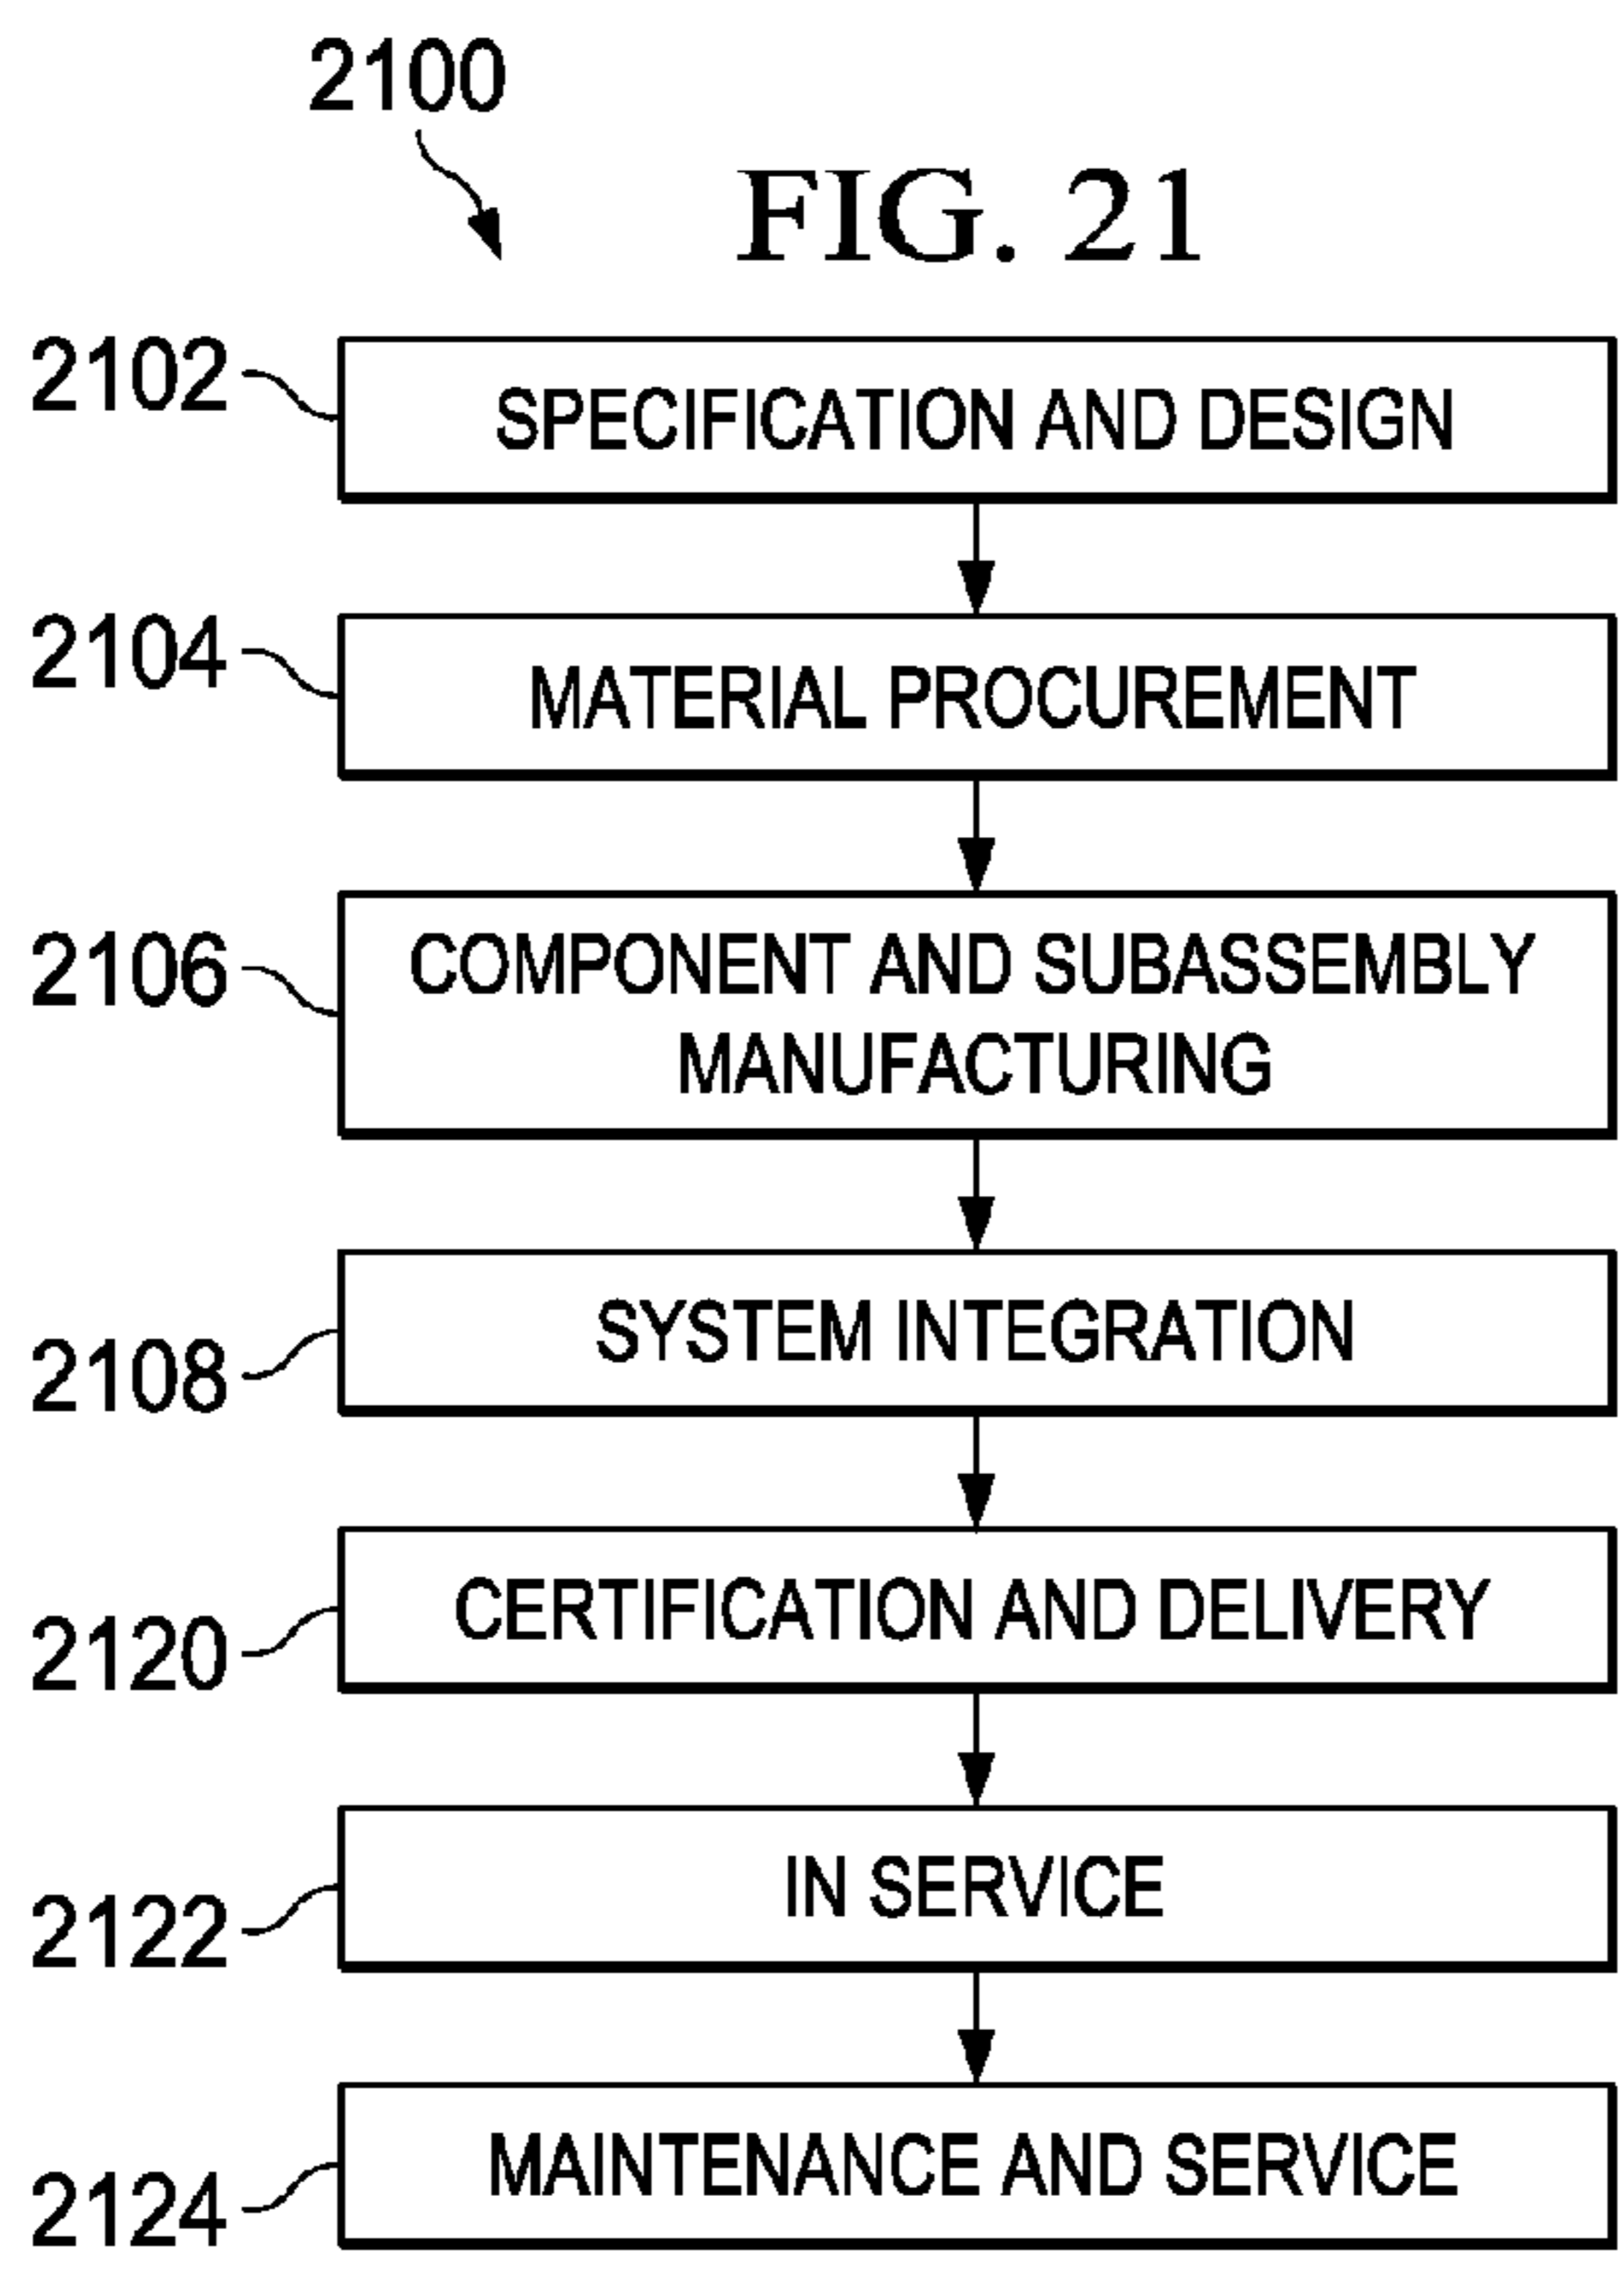 2100
FIG. 21
2102
SPECIFICATION AND DESIGN
2104
MATERIAL PROCUREMENT
2106
COMPONENT AND SUBASSEMBLY
MANUFACTURING
2108
SYSTEM INTEGRATION
2120
CERTIFICATION AND DELIVERY
2122
IN SERVICE
2124
MAINTENANCE AND SERVICE